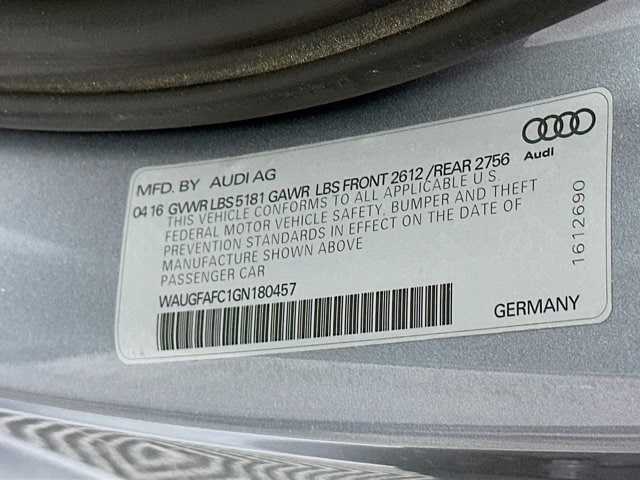 MFD. BY AUDI AG
Audi
04 16 GVWR LBS 5181 GAWR LBS FRONT 2612 /REAR 2756
THIS VEHICLE CONFORMS TO ALL APPLICABLE U.S.
FEDERAL MOTOR VEHICLE SAFETY, BUMPER AND THEFT
PREVENTION STANDARDS IN EFFECT ON THE DATE OF
MANUFACTURE SHOWN ABOVE
PASSENGER CAR
WAUGFAFC1GN180457
GERMANY
1612690